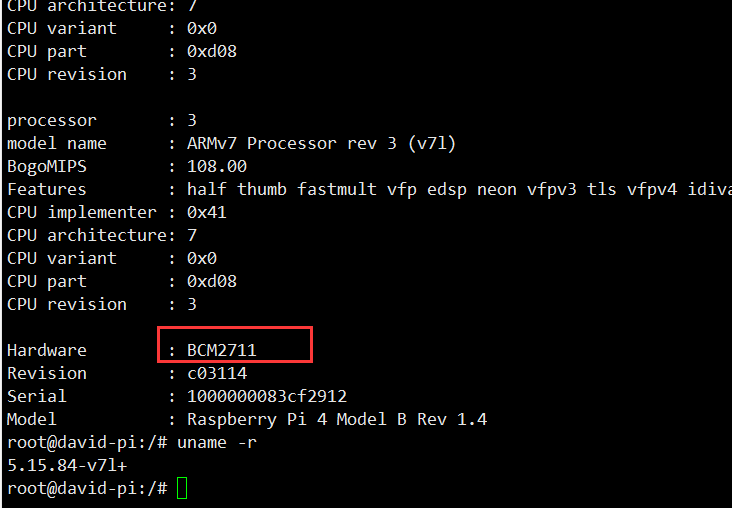 CPU architecture: 7
CPU variant : 0x0
CPU part : 0xd08
CPU revision : 3
processor : 3
model name : ARMv7 Processor rev 3 (v7l)
BogoMIPS : 108.00
Features : half thumb fastmult vfp edsp neon vfpv3 tls vfpv4 idiva
CPU implementer : 0x41
CPU architecture: 7
CPU variant : 0x0
CPU part : 0xd08
CPU revision : 3
Hardware : BCM2711
Revision : c03114
Serial : 1000000083cf2912
Model : Raspberry Pi 4 Model B Rev 1.4
root@david-pi:/# uname -r
5.15.84-v7l+
root@david-pi:/#